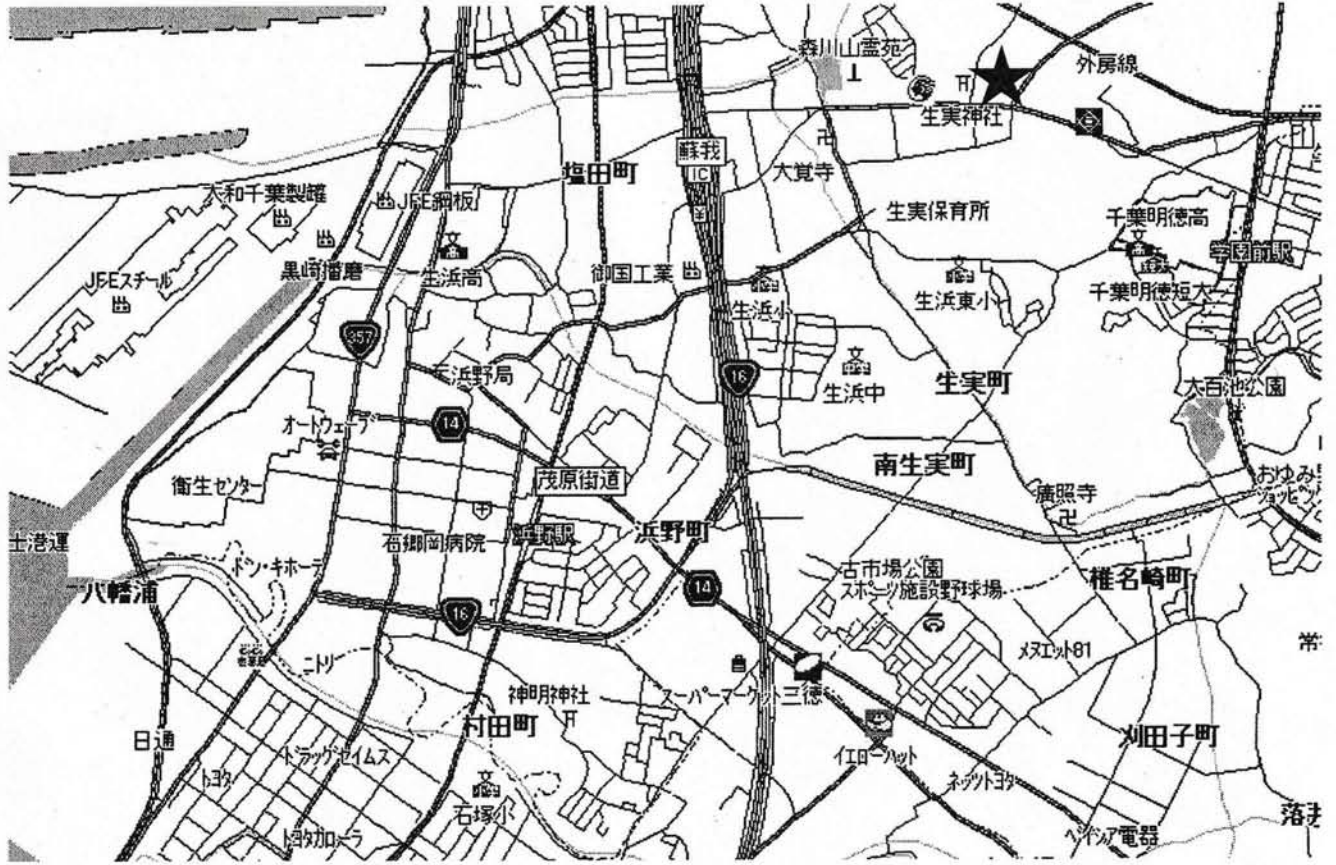 森川山霊苑
外房線
生実神社
蘇我
IC
大覚寺
塩田町
大和千葉製罐
JFE鋼板
生実保育所
千葉明徳高
学園前駅
黒崎播磨
生浜高
御国工業
生浜東小
JFEスチール
千葉明徳短大
生浜小
357
浜野局
16
生浜中
生実町
大百池公園
オートウェーブ
14
茂原街道
南生実町
衛生センター
廣照寺
おゆみ
ショッピン
士港運
石郷岡病院
浜野駅
浜野町
ドン・キホーテ
八幡浦
14
古市場公園
スポーツ施設野球場
椎名崎町
16
メヌエット81
常
ニトリ
神明神社
スーパーマーケット三徳
村田町
日通
刈田子町
ドラッグセイムス
イエローハット
トヨタ
ネッツトヨタ
石塚小
落井
トヨタカローラ
ベイシア電器